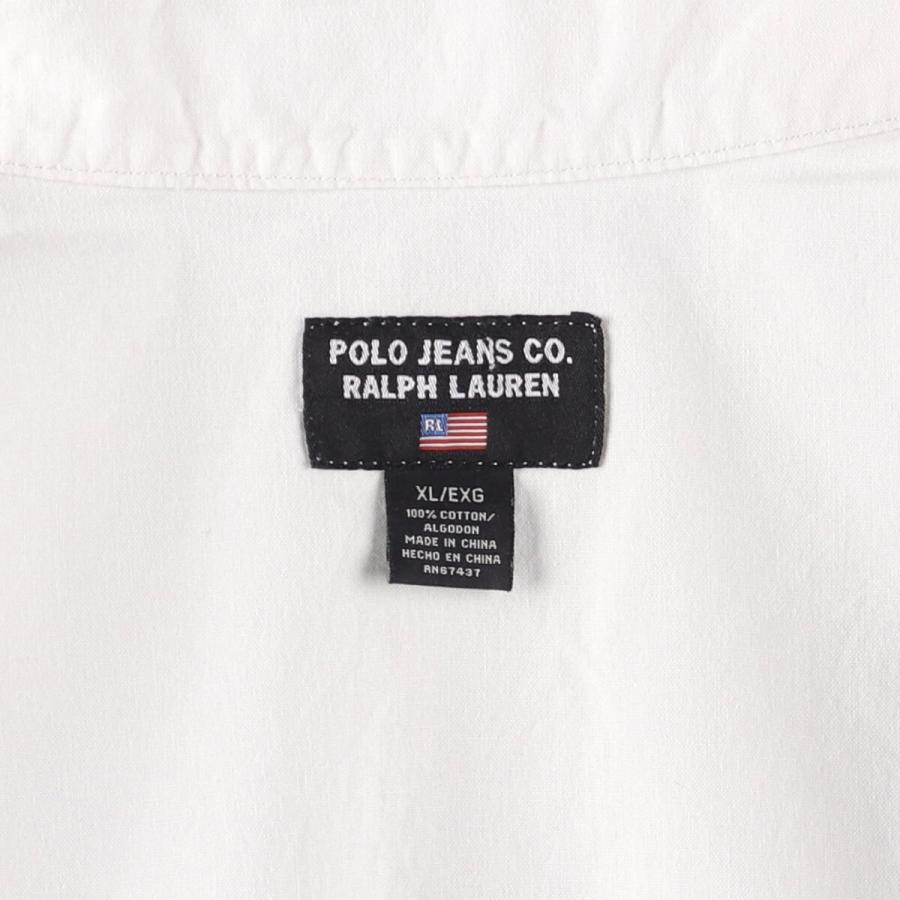 POLO JEANS CO.
RALPH LAUREN
RL
XL/EXG
100% COTTON/
ALGODON
MADE IN CHINA
HECHO EN CHINA
RN67437